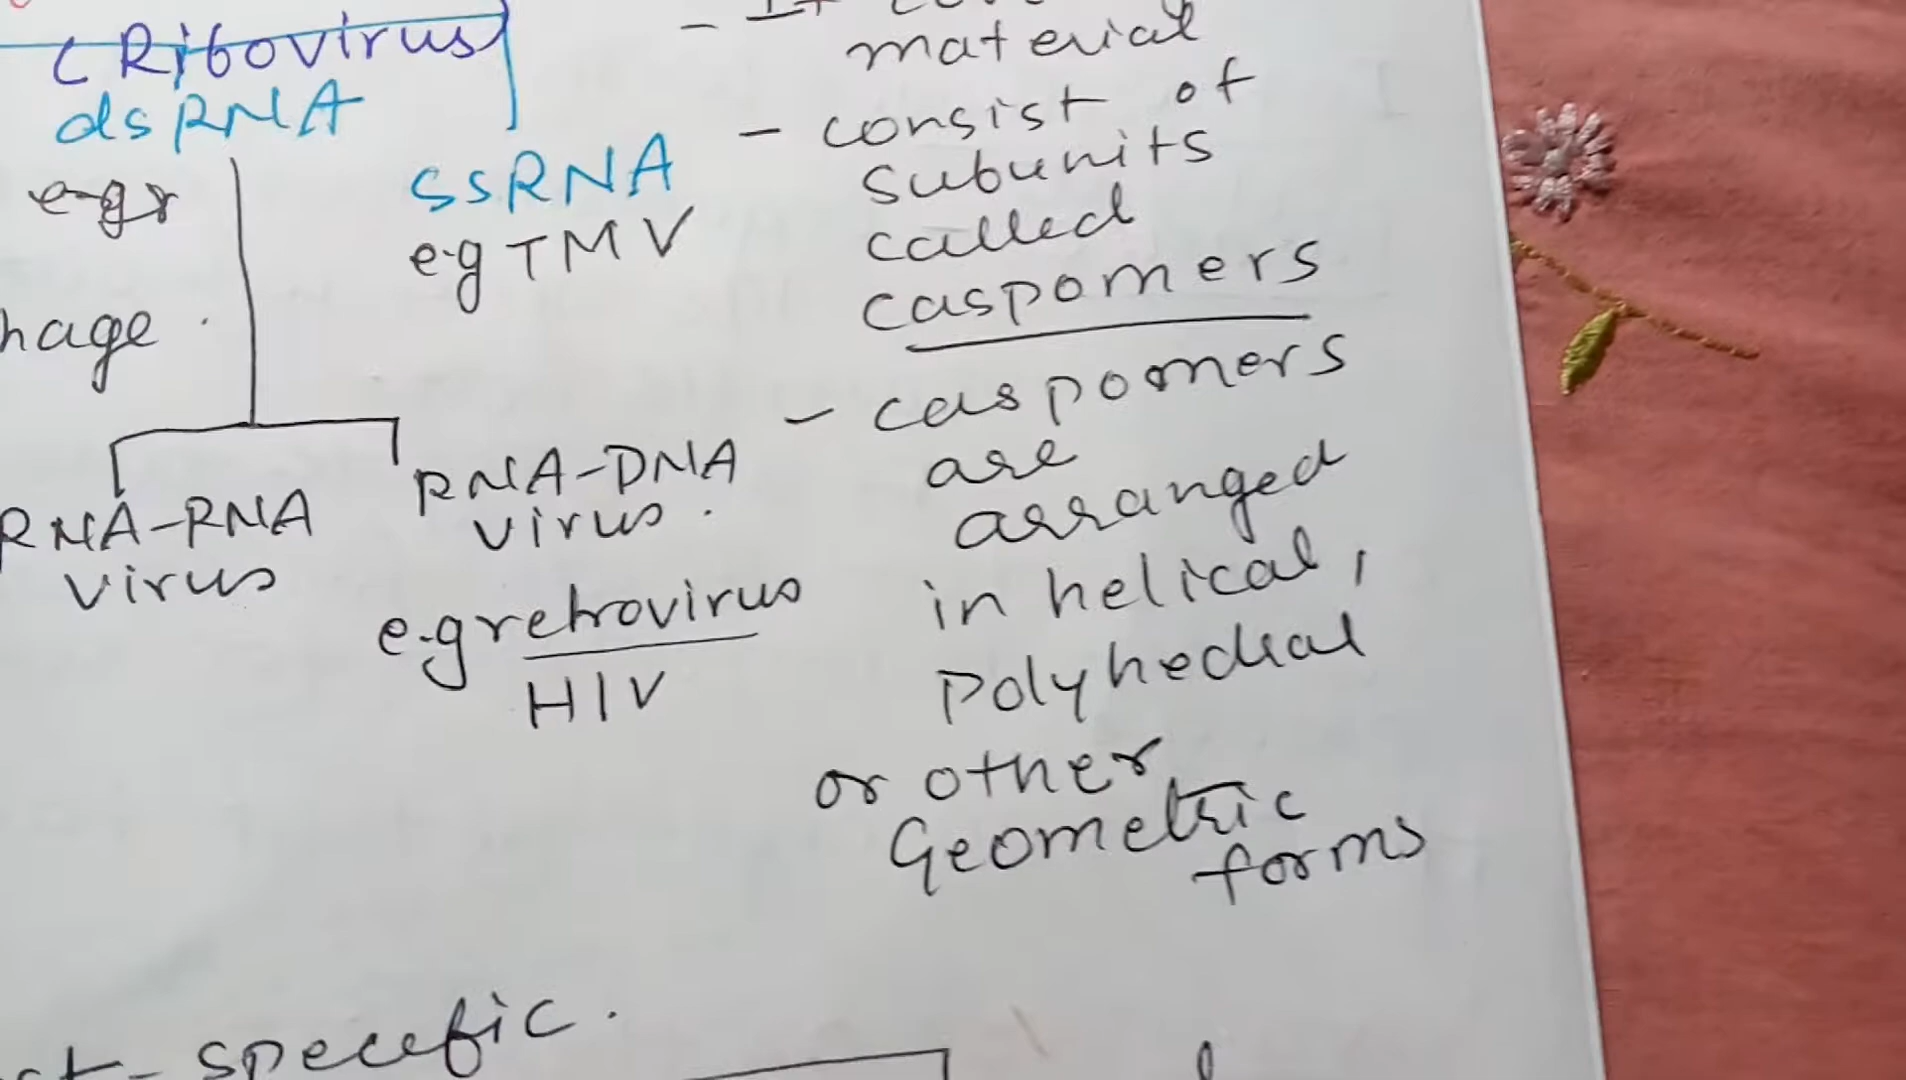 ( Ribovirus)
dsRNA
e.g
hage.
SSRNA
e.g TMV
RNA-RNA
virus
RNA-DNA
virus.
e.g retrovirus
HIV
- It
material
- consist of
subunits
called
caspomers
- caspomers
are
arranged
in helical,
Polyhedral
or other
Geometric
forms
specific.